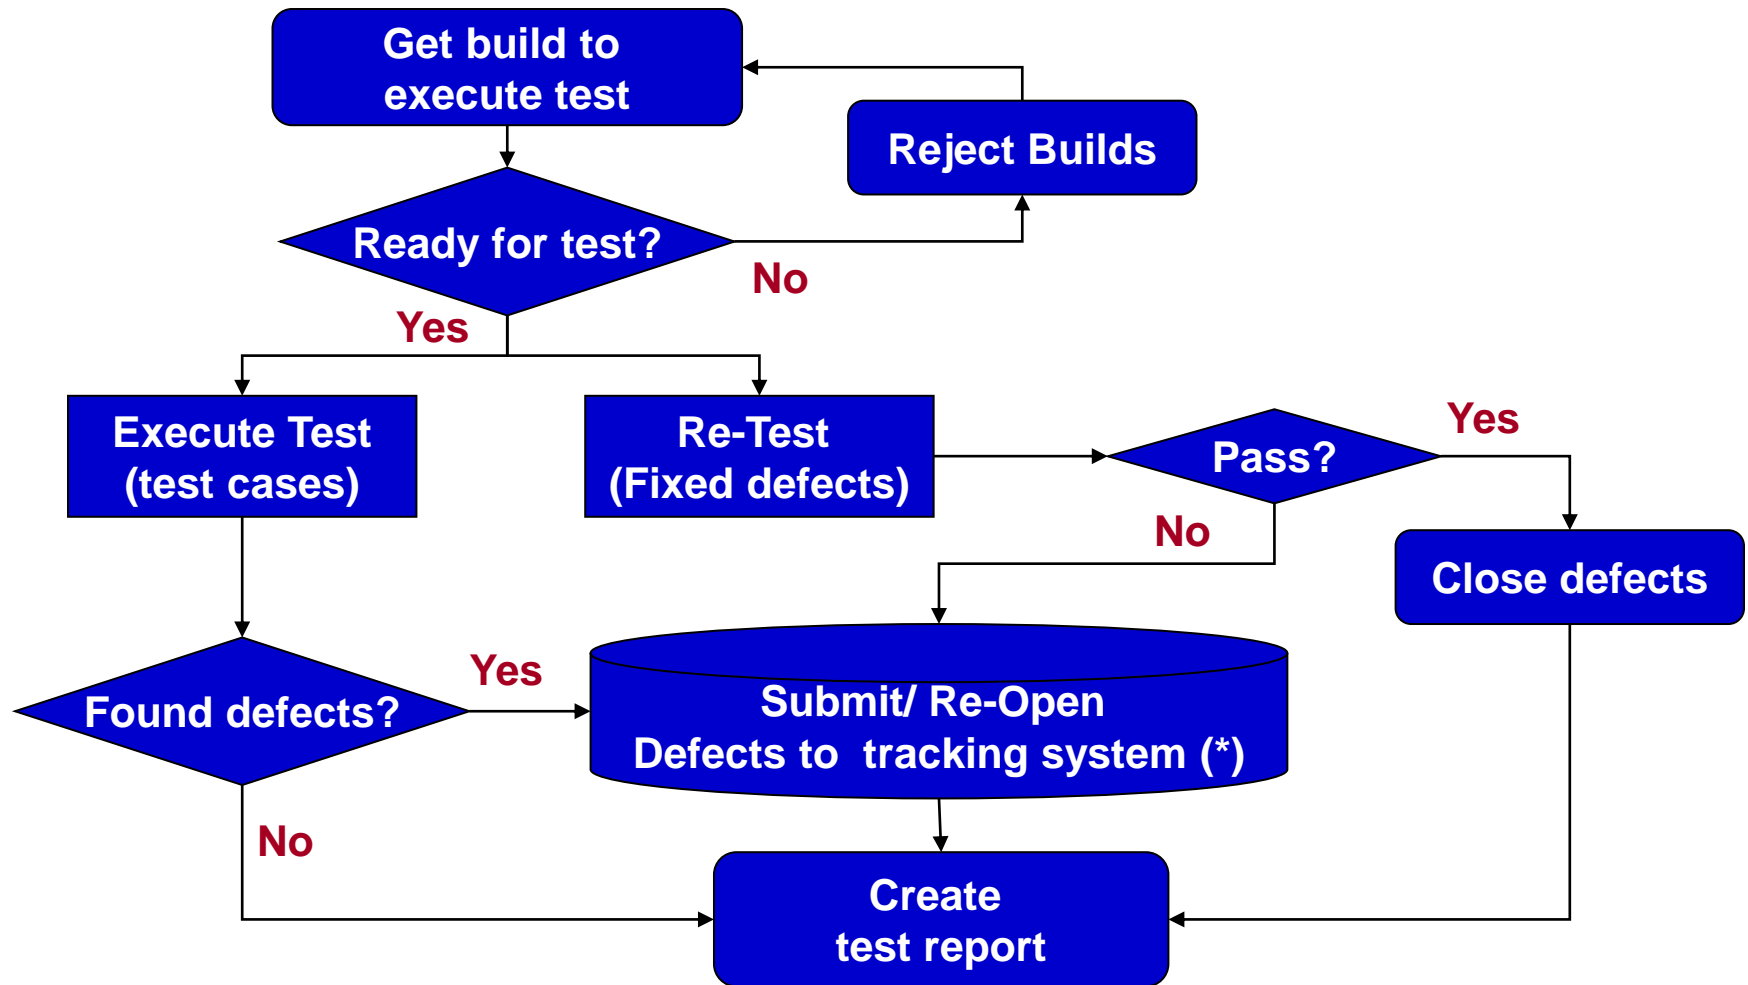 Get build to
execute test
Reject Builds
Ready for test?
No
Yes
Execute Test
(test cases)
Re-Test
(Fixed defects)
Pass?
Yes
No
Close defects
Found defects?
Yes
Submit/ Re-Open
Defects to  tracking system (*)
No
Create
test report